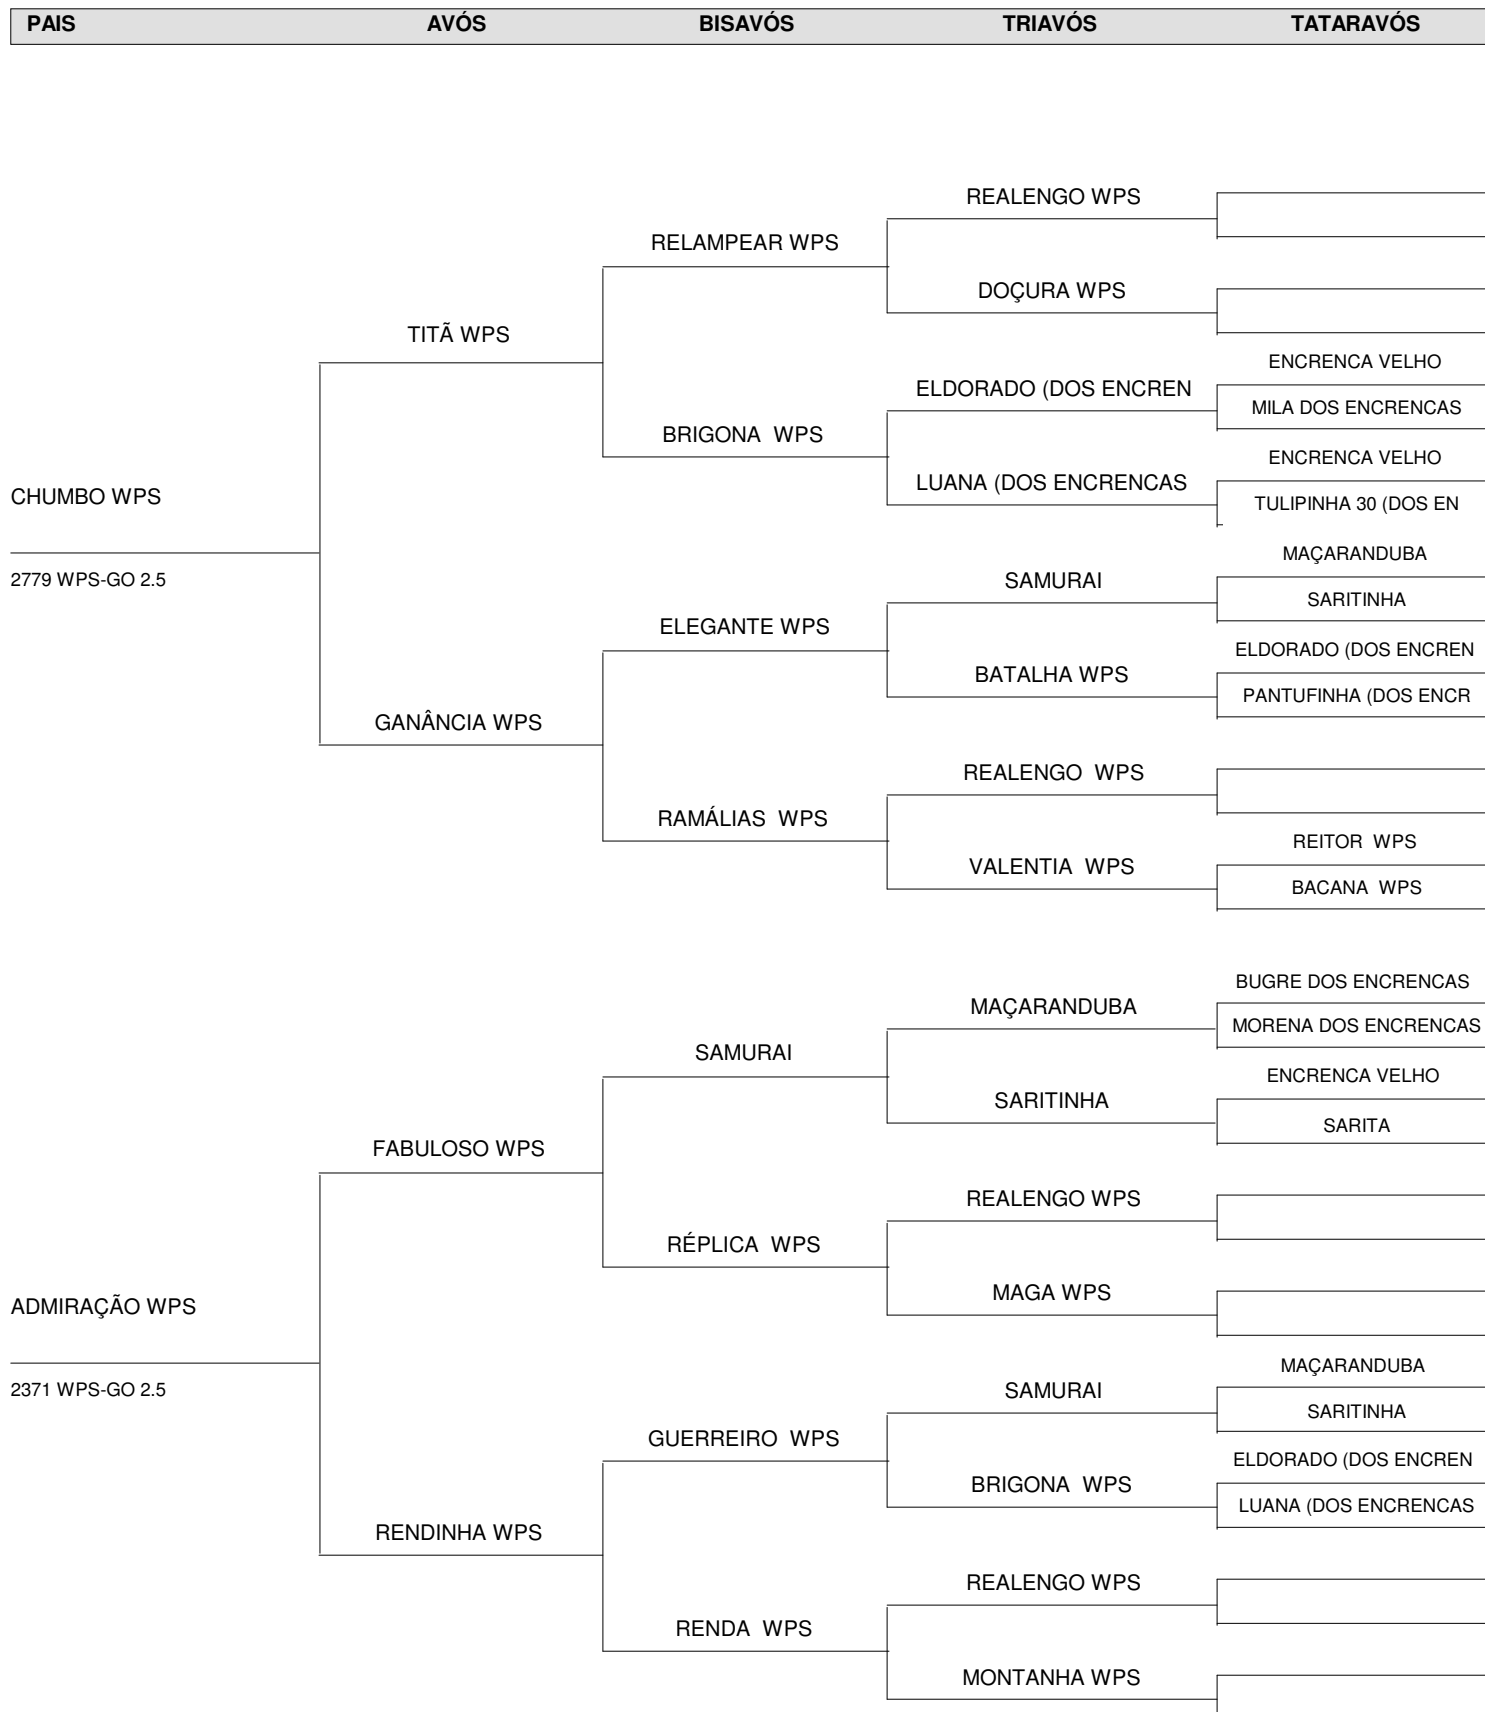 PAIS AVÓS BISAVÓS TRIAVÓS TATARAVÓS
REALENGO WPS
RELAMPEAR WPS
DOÇURA WPS
TITÃ WPS
ENCRENCA VELHO
ELDORADO (DOS ENCREN
MILA DOS ENCRENCAS
BRIGONA WPS
ENCRENCA VELHO
LUANA (DOS ENCRENCAS
CHUMBO WPS
TULIPINHA 30 (DOS EN
MAÇARANDUBA
2779 WPS-GO 2.5
SAMURAI
SARITINHA
ELEGANTE WPS
ELDORADO (DOS ENCREN
BATALHA WPS
PANTUFINHA (DOS ENCR
GANÂNCIA WPS
REALENGO WPS
RAMÁLIAS WPS
REITOR WPS
VALENTIA WPS
BACANA WPS
BUGRE DOS ENCRENCAS
MAÇARANDUBA
MORENA DOS ENCRENCAS
SAMURAI
ENCRENCA VELHO
SARITINHA
SARITA
FABULOSO WPS
REALENGO WPS
RÉPLICA WPS
MAGA WPS
ADMIRAÇÃO WPS
MAÇARANDUBA
2371 WPS-GO 2.5
SAMURAI
SARITINHA
GUERREIRO WPS
ELDORADO (DOS ENCREN
BRIGONA WPS
LUANA (DOS ENCRENCAS
RENDINHA WPS
REALENGO WPS
RENDA WPS
MONTANHA WPS